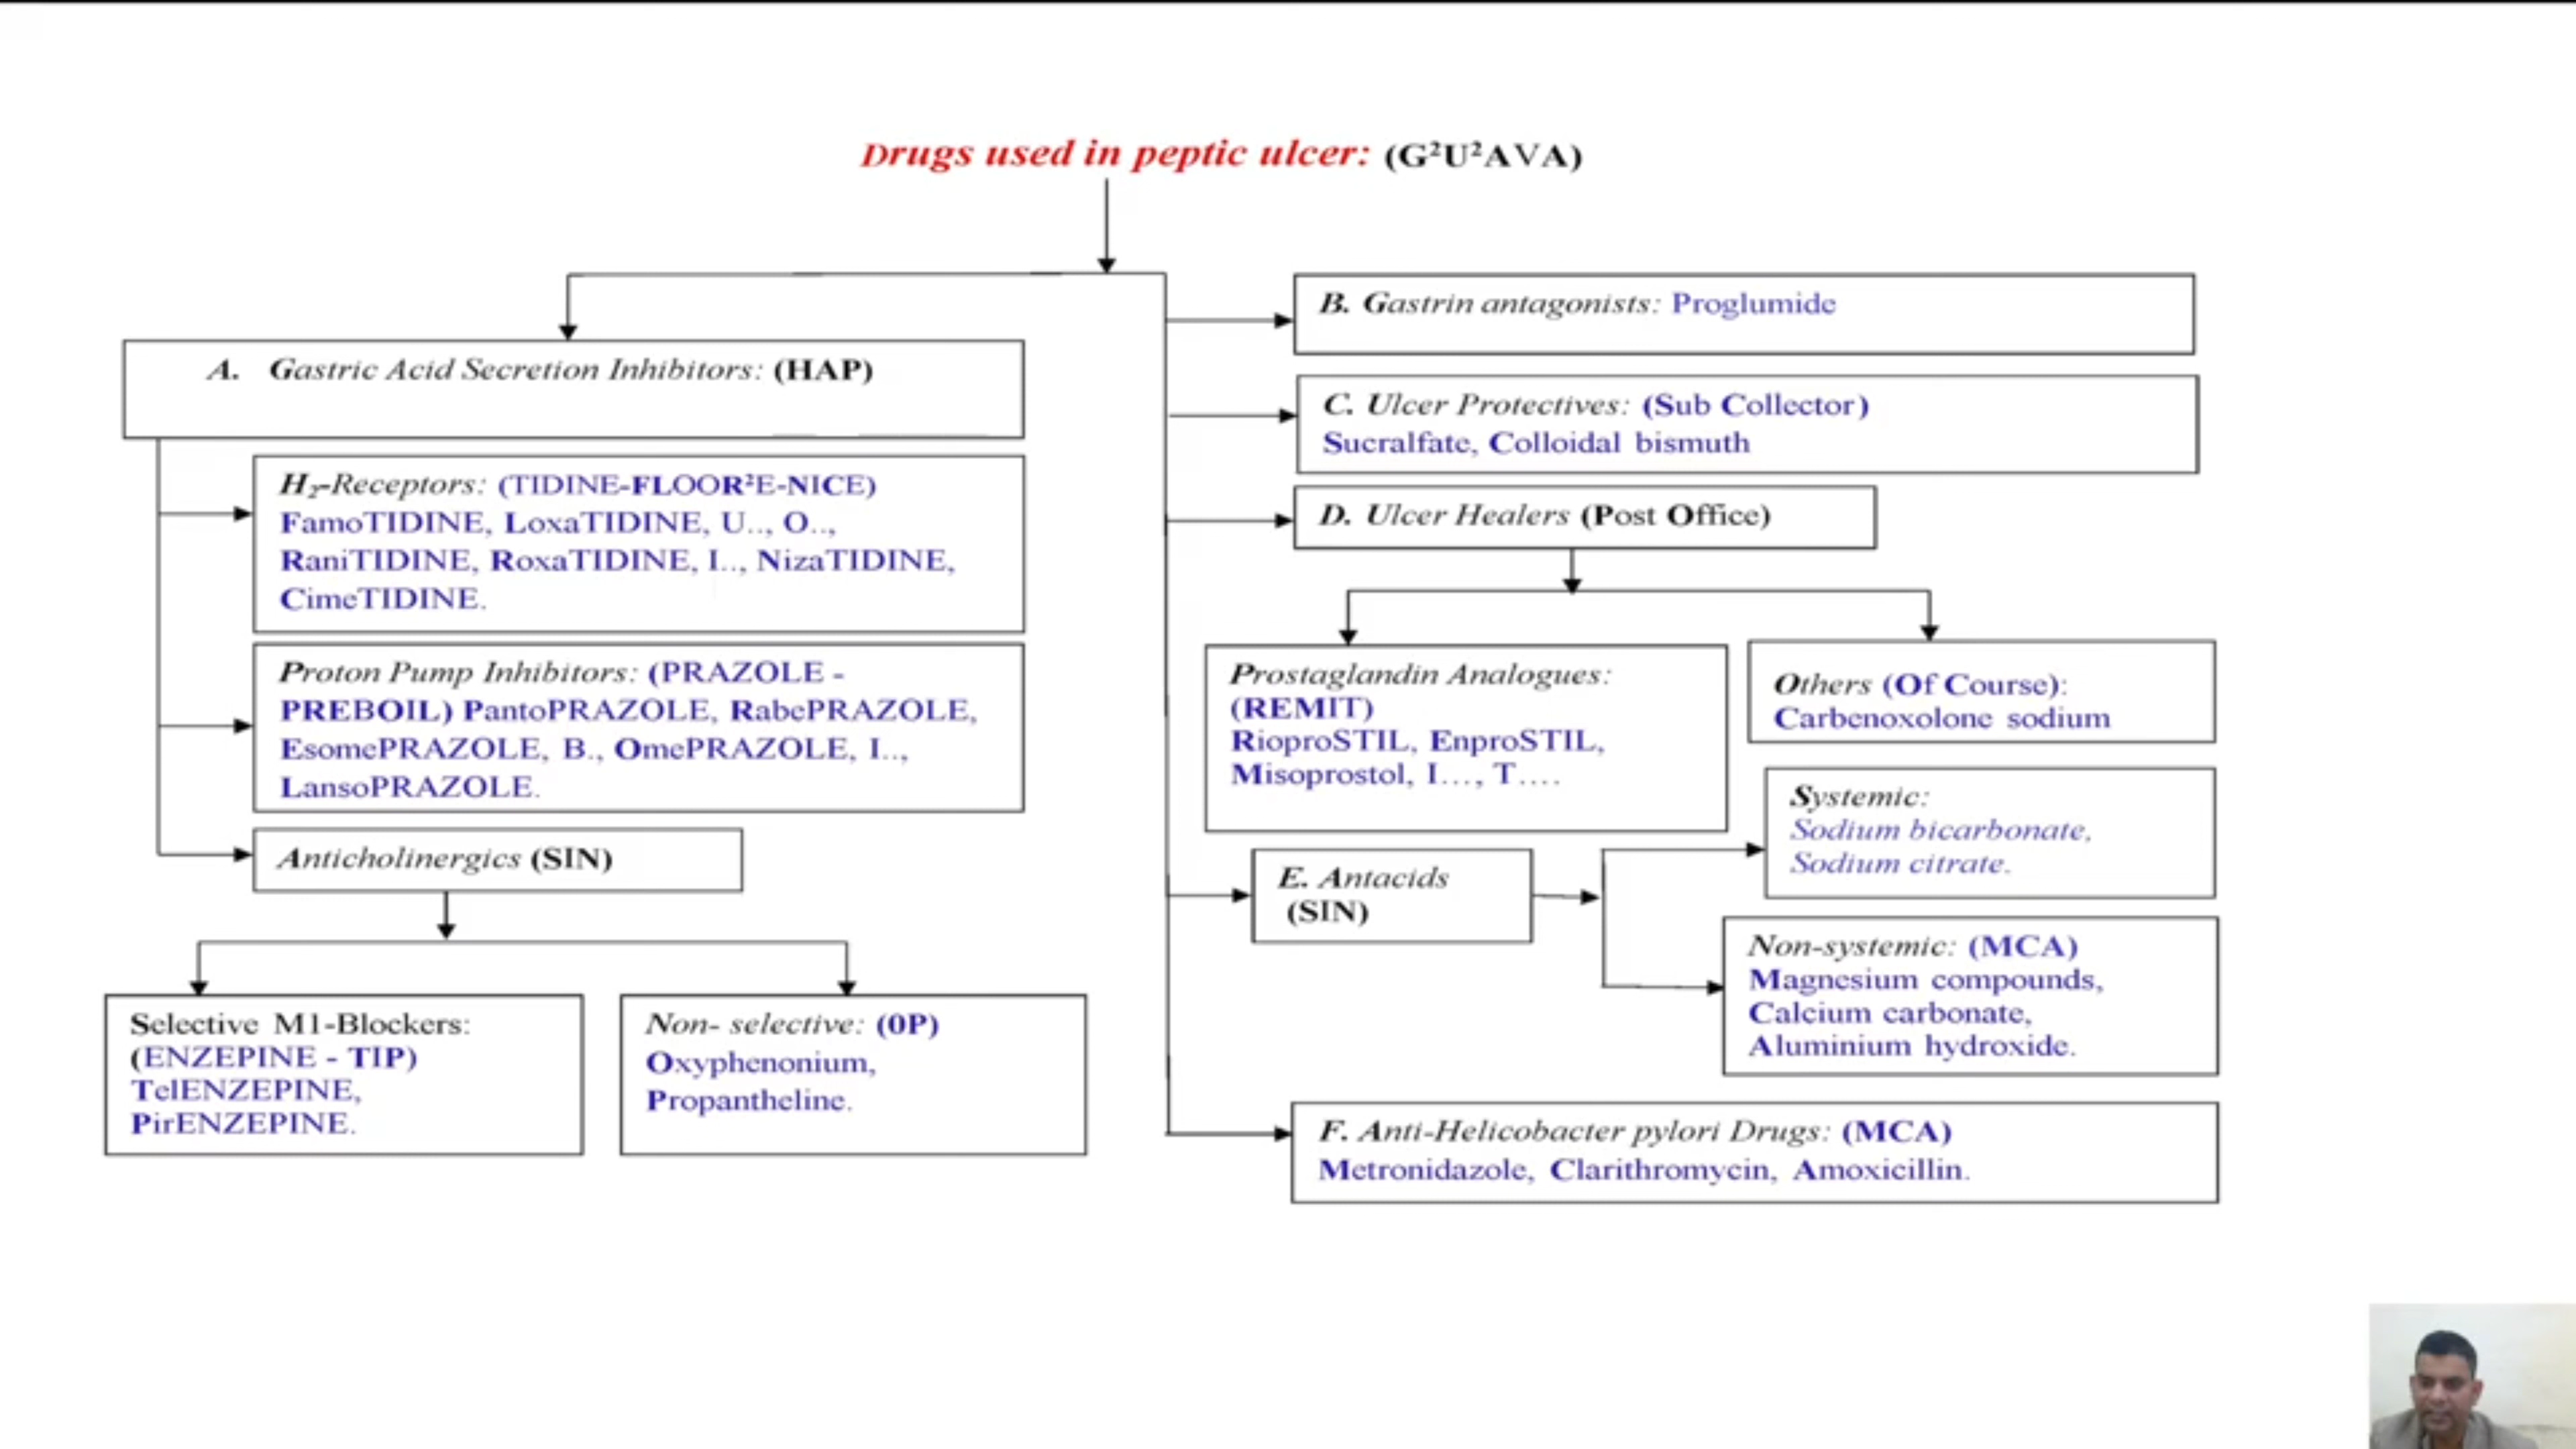 Drugs used in peptic ulcer: (G²U²AVA)
A. Gastric Acid Secretion Inhibitors: (HAP)
H₂-Receptors: (TIDINE-FLOOR²E-NICE)
FamoTIDINE, LoxaTIDINE, U.., O..,
RaniTIDINE, RoxaTIDINE, I.., NizaTIDINE,
CimeTIDINE.
Proton Pump Inhibitors: (PRAZOLE -
PREBOIL) PantoPRAZOLE, RabePRAZOLE,
EsomePRAZOLE, B., OmePRAZOLE, I..,
LansoPRAZOLE.
Anticholinergics (SIN)
Selective M1-Blockers:
(ENZEPINE - TIP)
TelENZEPINE,
PirENZEPINE.
Non- selective: (0P)
Oxyphenonium,
Propantheline.
B. Gastrin antagonists: Proglumide
C. Ulcer Protectives: (Sub Collector)
Sucralfate, Colloidal bismuth
D. Ulcer Healers (Post Office)
Prostaglandin Analogues:
(REMIT)
RioproSTIL, EnproSTIL,
Misoprostol, I..., T....
Others (Of Course):
Carbenoxolone sodium
E. Antacids
(SIN)
Systemic:
Sodium bicarbonate,
Sodium citrate.
Non-systemic: (MCA)
Magnesium compounds,
Calcium carbonate,
Aluminium hydroxide.
F. Anti-Helicobacter pylori Drugs: (MCA)
Metronidazole, Clarithromycin, Amoxicillin.